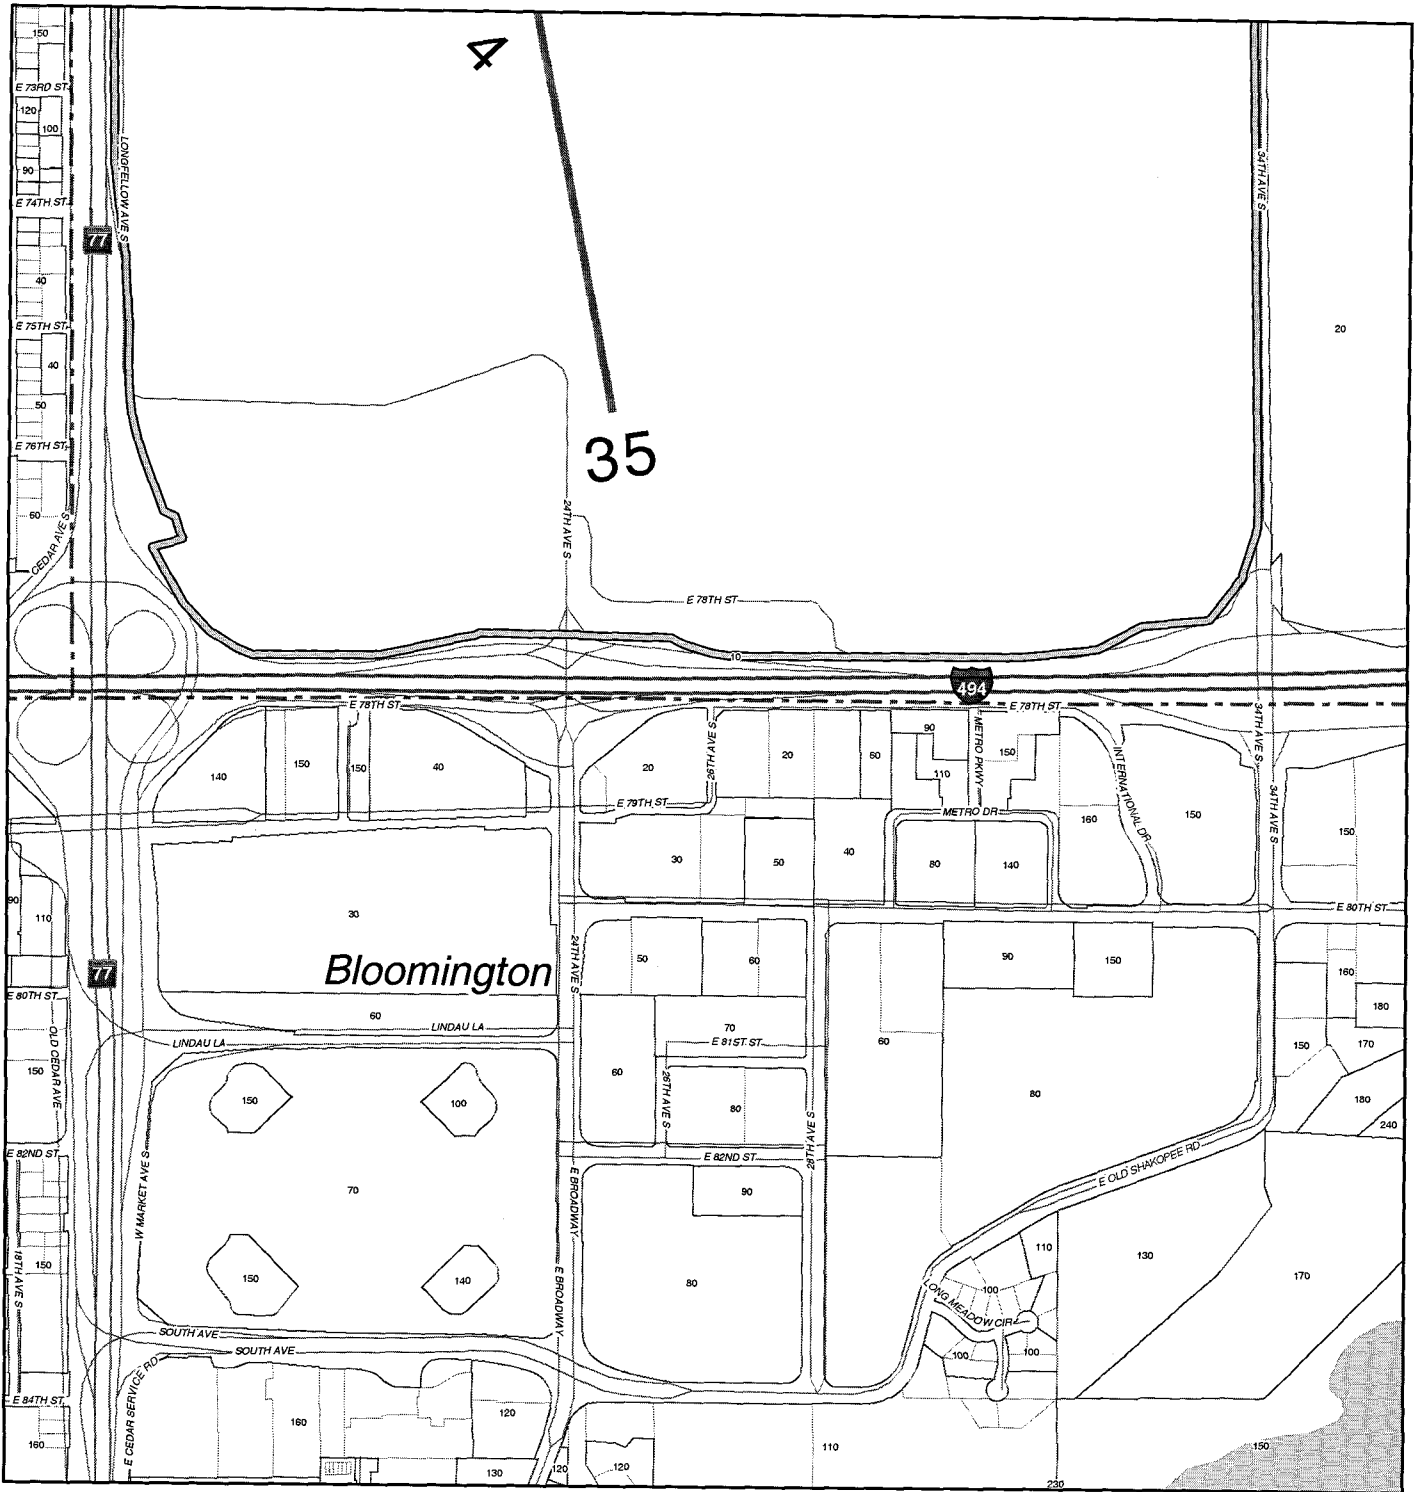 150
4
E 73RD ST
120
100
LONGFELLOW AVE S
34TH AVE S
90
E 74TH ST
77
40
E 75TH ST
20
40
50
E 76TH ST
35
60
24TH AVE S
CEDAR AVE S
E 78TH ST
10
494
E 78TH ST
E 78TH ST
34TH AVE S
90
METRO PKWY
26TH AVE S
150
INTERNATIONAL DR
140
150
150
40
20
20
60
110
E 79TH ST
METRO DR
160
150
34TH AVE S
150
30
50
40
80
140
90
110
30
E 80TH ST
24TH AVE S
Bloomington
77
50
60
90
150
160
E 80TH ST
180
60
LINDAU LA
70
LINDAU LA
E 81ST ST
60
150
170
OLD CEDAR AVE
150
60
26TH AVE S
80
150
100
80
180
240
28TH AVE S
E 82ND ST
E 82ND ST
W MARKET AVE S
70
E BROADWAY
90
E OLD SHAKOPEE RD
110
130
170
150
18TH AVE S
150
140
80
E BROADWAY
100
LONG MEADOW CIR
SOUTH AVE
SOUTH AVE
100
100
E CEDAR SERVICE RD
E 84TH ST
160
160
120
110
150
130
120
120
230